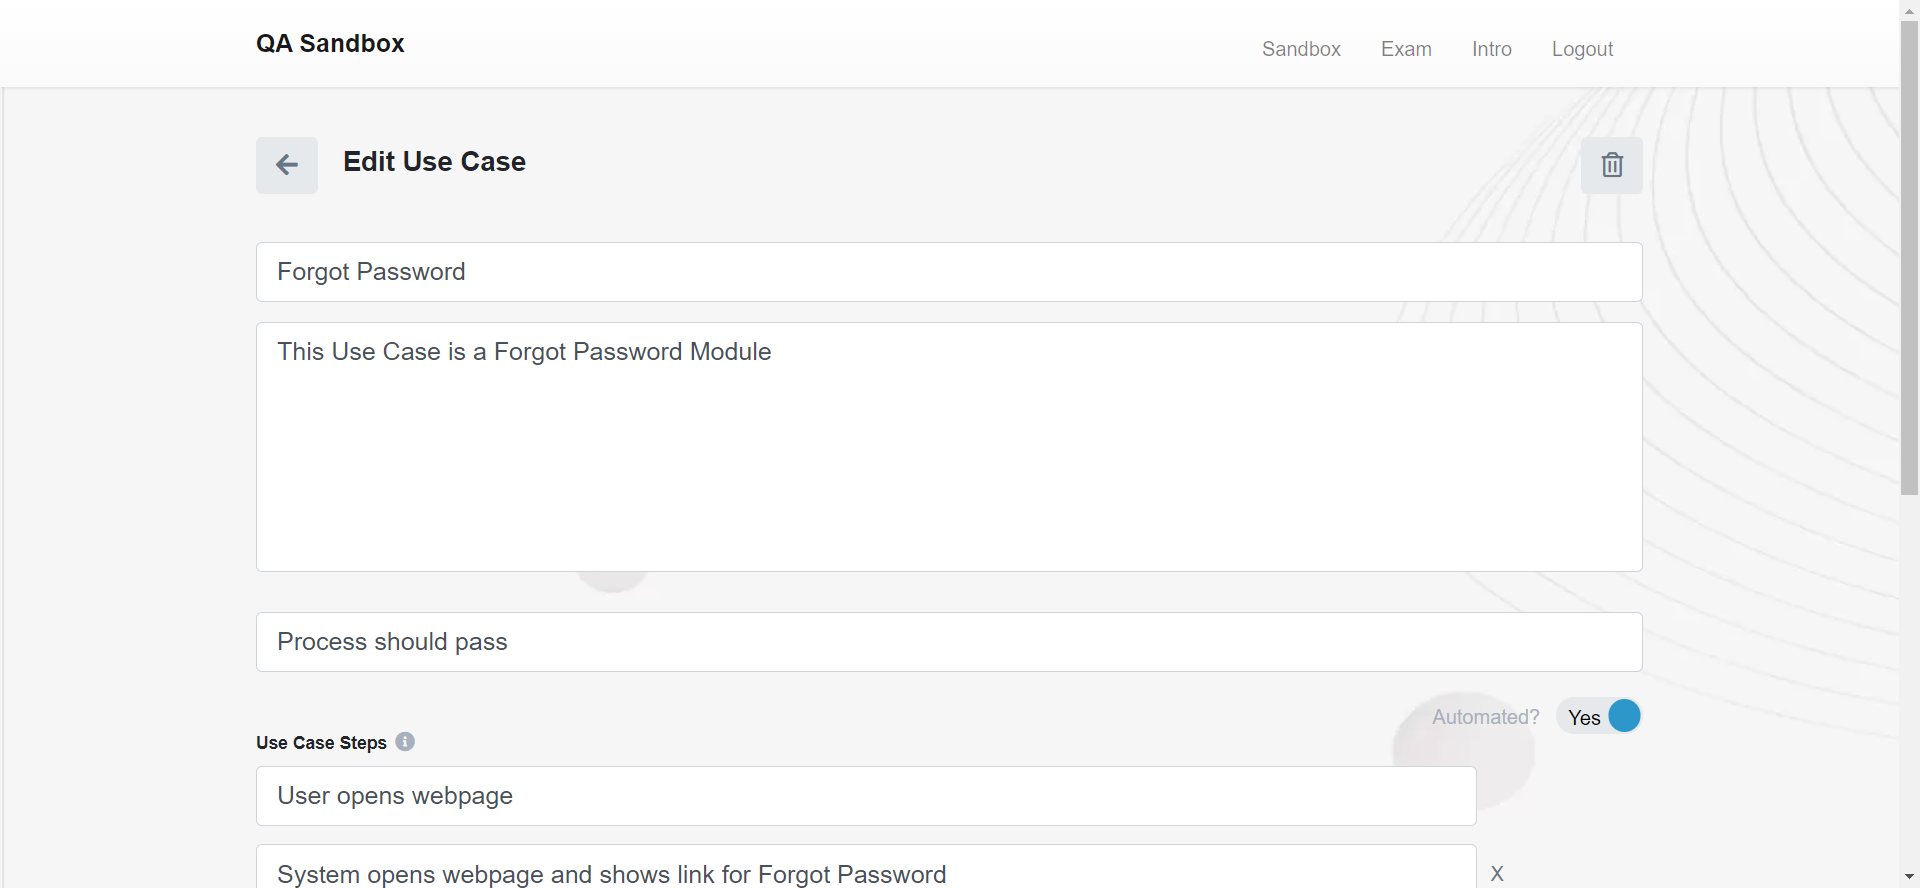 QA Sandbox
Sandbox Exam Intro Logout
Edit Use Case
Forgot Password
This Use Case is a Forgot Password Module
Process should pass
Automated? Yes
Use Case Steps
User opens webpage
System opens webpage and shows link for Forgot Password X